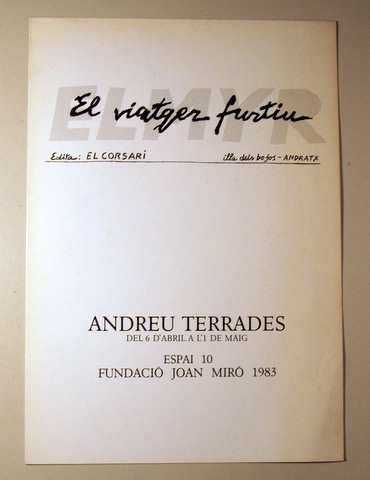 ELMYR
El viatger furtiu
Edita: EL CORSARI illa dels bojos - ANDRATX
ANDREU TERRADES
DEL 6 D'ABRIL A L'1 DE MAIG
ESPAI 10
FUNDACIÓ JOAN MIRÓ 1983